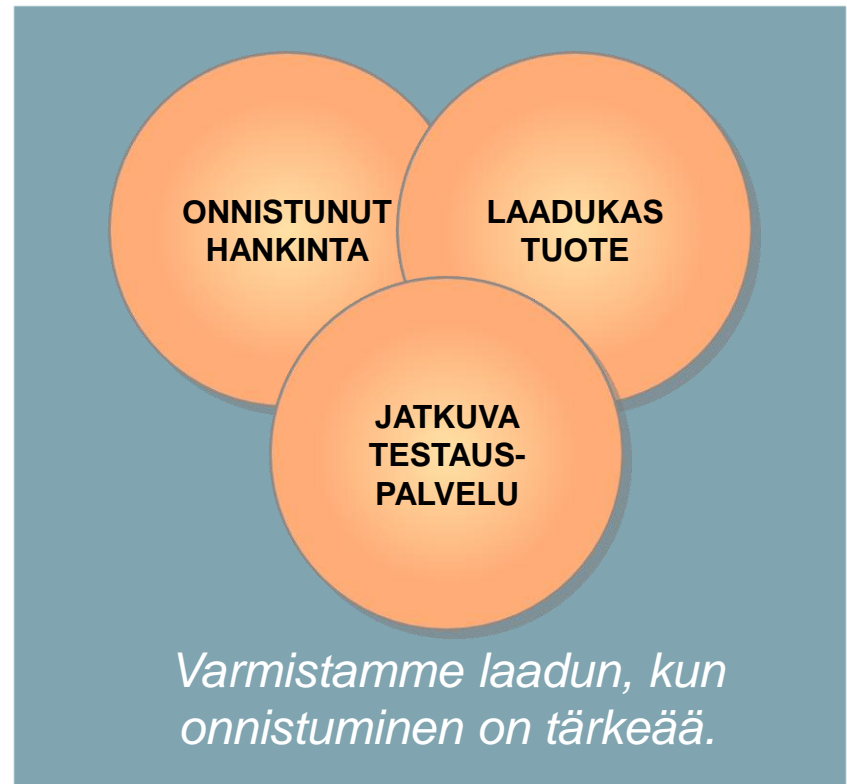 ONNISTUNUT
HANKINTA
LAADUKAS
TUOTE
JATKUVA
TESTAUS-
PALVELU
Varmistamme laadun, kun
onnistuminen on tärkeää.